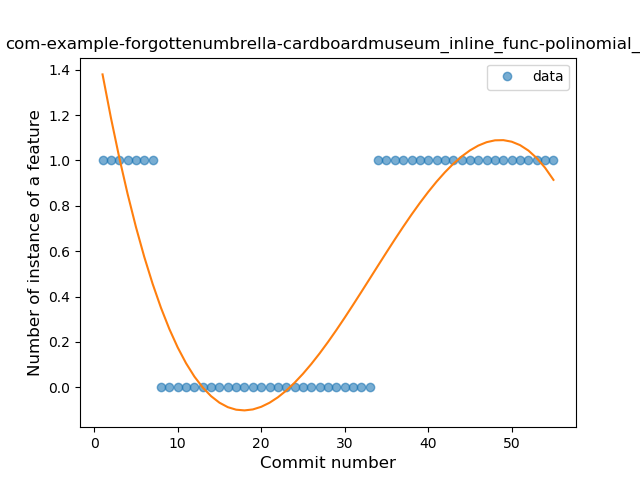 com-example-forgottenumbrella-cardboardmuseum_inline_func-polinomial_
data
Number of instance of a feature
1.4
1.2
1.0
0.8
0.6
0.4
0.2
0.0
0 10 20 30 40 50
Commit number